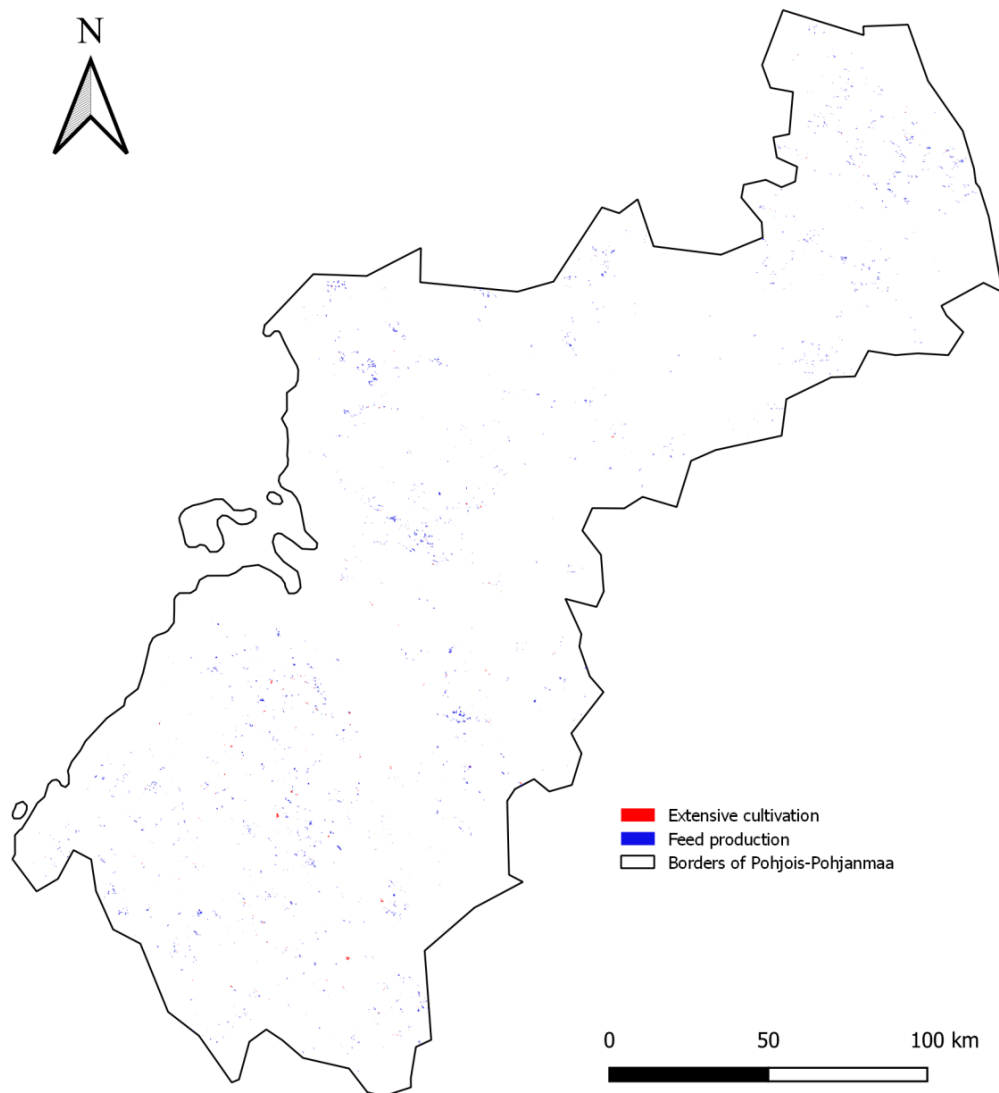 N
Extensive cultivation
Feed production
Borders of Pohjois-Pohjanmaa
0 50 100 km